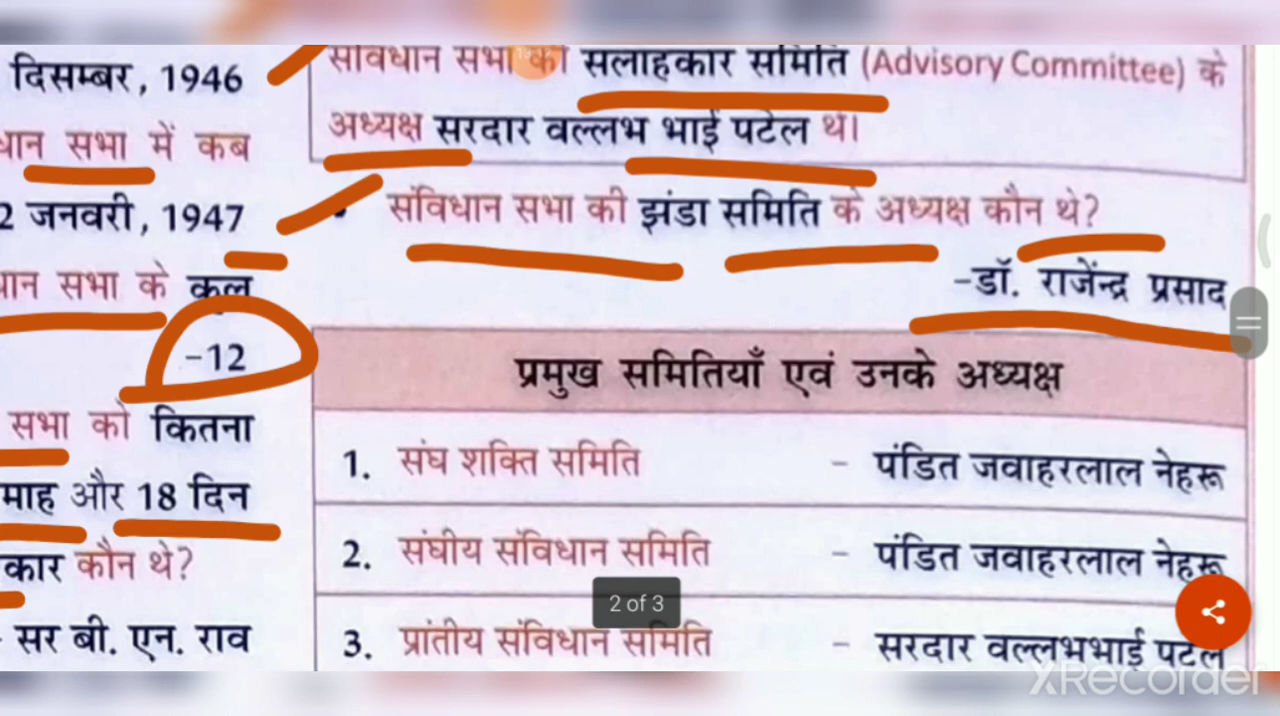 दिसम्बर, 1946
धान सभा में कब
2 जनवरी, 1947
धान सभा के कुल
-12
सभा को कितना
माह और 18 दिन
कार कौन थे?
- सर बी. एन. राव
संविधान सभा की सलाहकार समिति (Advisory Committee) के
अध्यक्ष सरदार वल्लभ भाई पटेल थे।
• संविधान सभा की झंडा समिति के अध्यक्ष कौन थे?
-डॉ. राजेंन्द्र प्रसाद
प्रमुख समितियाँ एवं उनके अध्यक्ष
1. संघ शक्ति समिति - पंडित जवाहरलाल नेहरू
2. संघीय संविधान समिति - पंडित जवाहरलाल नेहरू
3. प्रांतीय संविधान समिति - सरदार वल्लभभाई पटेल
2 of 3
XRecorder